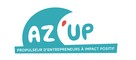 AZ'UP
PROPULSEUR D'ENTREPRENEURS À IMPACT POSITIF